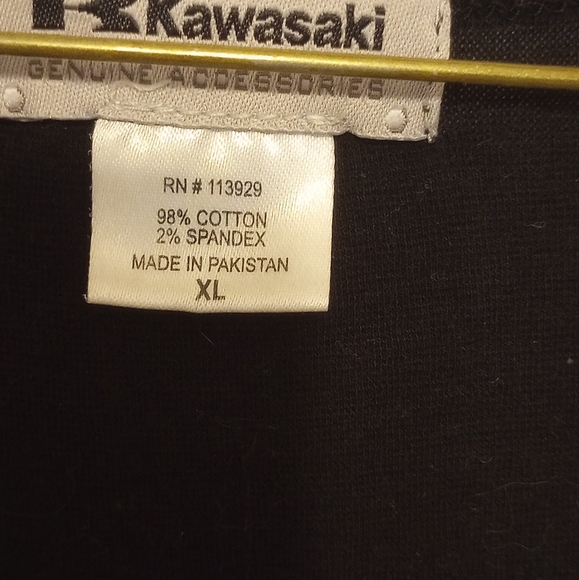 Kawasaki
GENUINE ACCESSORIES
RN # 113929
98% COTTON
2% SPANDEX
MADE IN PAKISTAN
XL